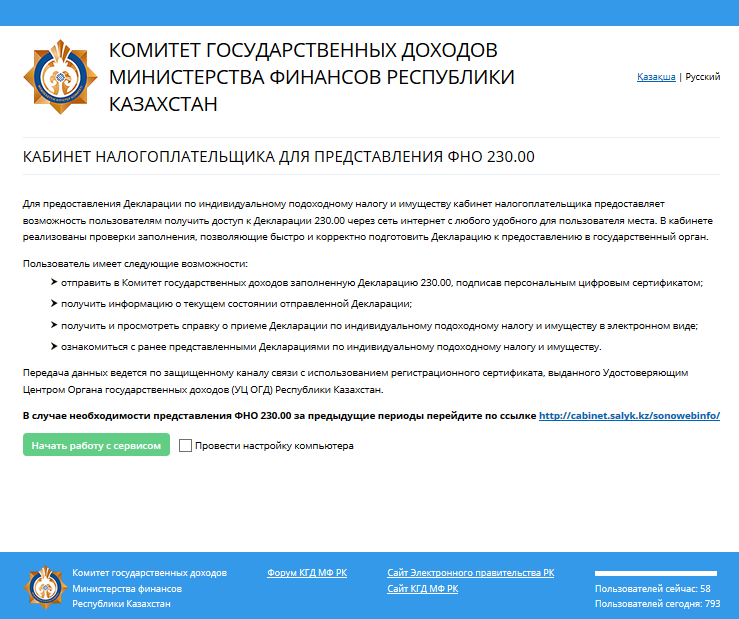 КОМИТЕТ ГОСУДАРСТВЕННЫХ ДОХОДОВ
МИНИСТЕРСТВА ФИНАНСОВ РЕСПУБЛИКИ
КАЗАХСТАН
Қазақша | Русский
КАБИНЕТ НАЛОГОПЛАТЕЛЬЩИКА ДЛЯ ПРЕДСТАВЛЕНИЯ ФНО 230.00
Для предоставления Декларации по индивидуальному подоходному налогу и имуществу кабинет налогоплательщика предоставляет
возможность пользователям получить доступ к Декларации 230.00 через сеть интернет с любого удобного для пользователя места. В кабинете
реализованы проверки заполнения, позволяющие быстро и корректно подготовить Декларацию к предоставлению в государственный орган.
Пользователь имеет следующие возможности:
отправить в Комитет государственных доходов заполненную Декларацию 230.00, подписав персональным цифровым сертификатом;
получить информацию о текущем состоянии отправленной Декларации;
получить и просмотреть справку о приеме Декларации по индивидуальному подоходному налогу и имуществу в электронном виде;
ознакомиться с ранее представленными Декларациями по индивидуальному подоходному налогу и имуществу.
Передача данных ведется по защищенному каналу связи с использованием регистрационного сертификата, выданного Удостоверяющим
Центром Органа государственных доходов (УЦ ОГД) Республики Казахстан.
В случае необходимости представления ФНО 230.00 за предыдущие периоды перейдите по ссылке http://cabinet.salyk.kz/sonowebinfo/
Начать работу с сервисом
Провести настройку компьютера
Комитет государственных доходов
Министерства финансов
Республики Казахстан
Форум КГД МФ РК
Сайт Электронного правительства РК
Сайт КГД МФ РК
Пользователей сейчас: 58
Пользователей сегодня: 793